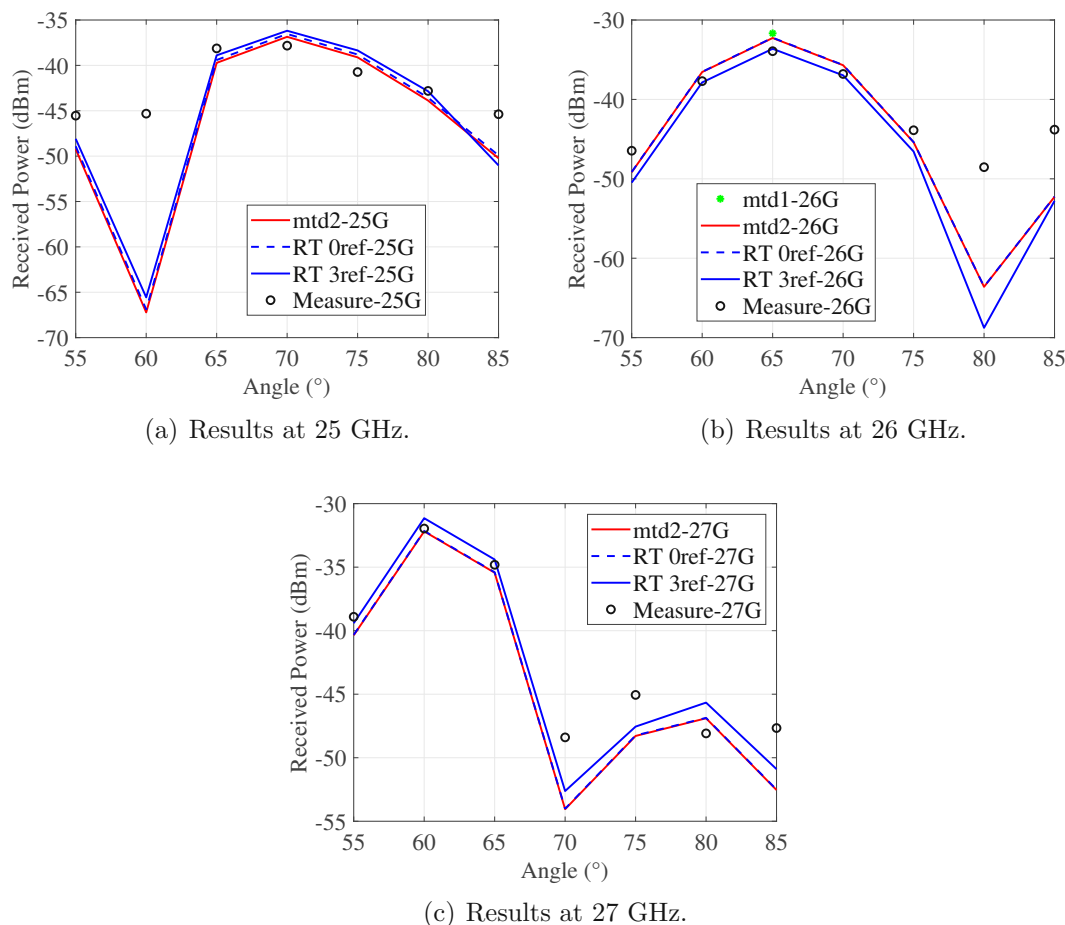 -35
-40
-45
-50
-55
-60
-65
-70
Received Power (dBm)
mtd2-25G
RT 0ref-25G
RT 3ref-25G
Measure-25G
55 60 65 70 75 80 85
Angle (°)
(a) Results at 25 GHz.
-30
-40
-50
-60
-70
Received Power (dBm)
mtd1-26G
mtd2-26G
RT 0ref-26G
RT 3ref-26G
Measure-26G
55 60 65 70 75 80 85
Angle (°)
(b) Results at 26 GHz.
-30
-35
-40
-45
-50
-55
Received Power (dBm)
mtd2-27G
RT 0ref-27G
RT 3ref-27G
Measure-27G
55 60 65 70 75 80 85
Angle (°)
(c) Results at 27 GHz.